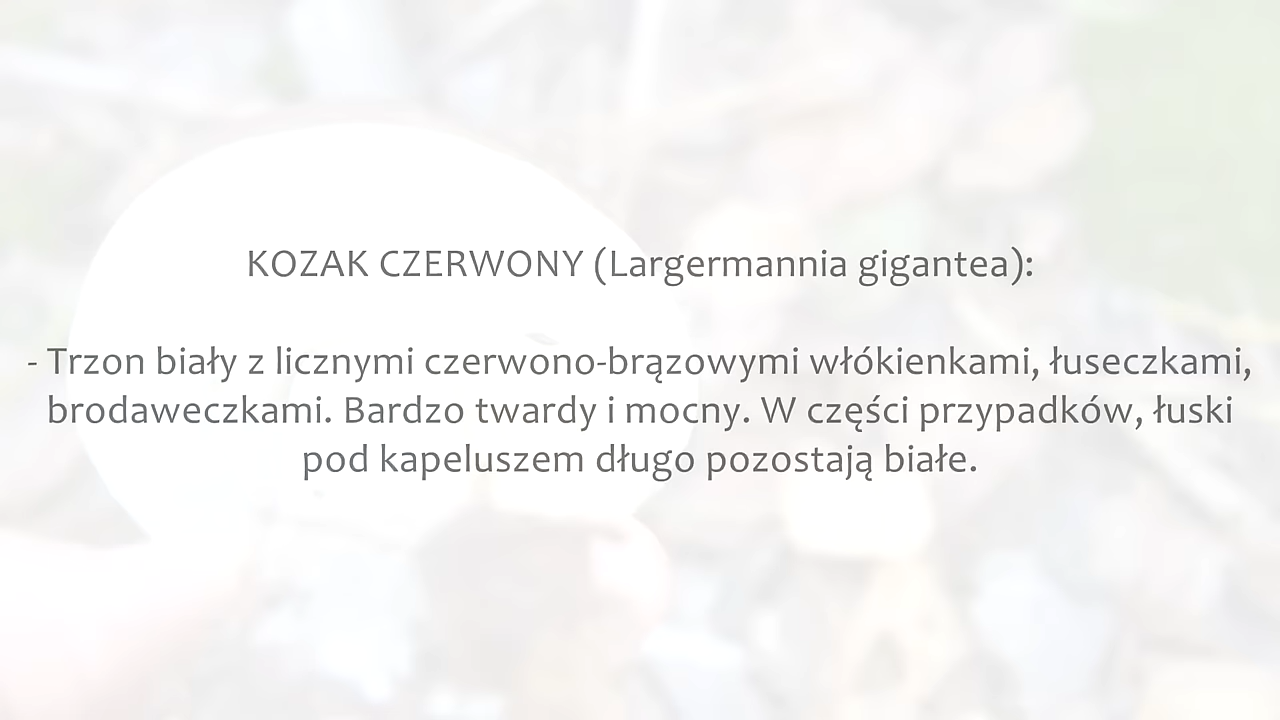 KOZAK CZERWONY (Largermannia gigantea):
- Trzon biały z licznymi czerwono-brązowymi włókienkami, łuseczkami,
brodaweczkami. Bardzo twardy i mocny. W części przypadków, łuski
pod kapeluszem długo pozostają białe.